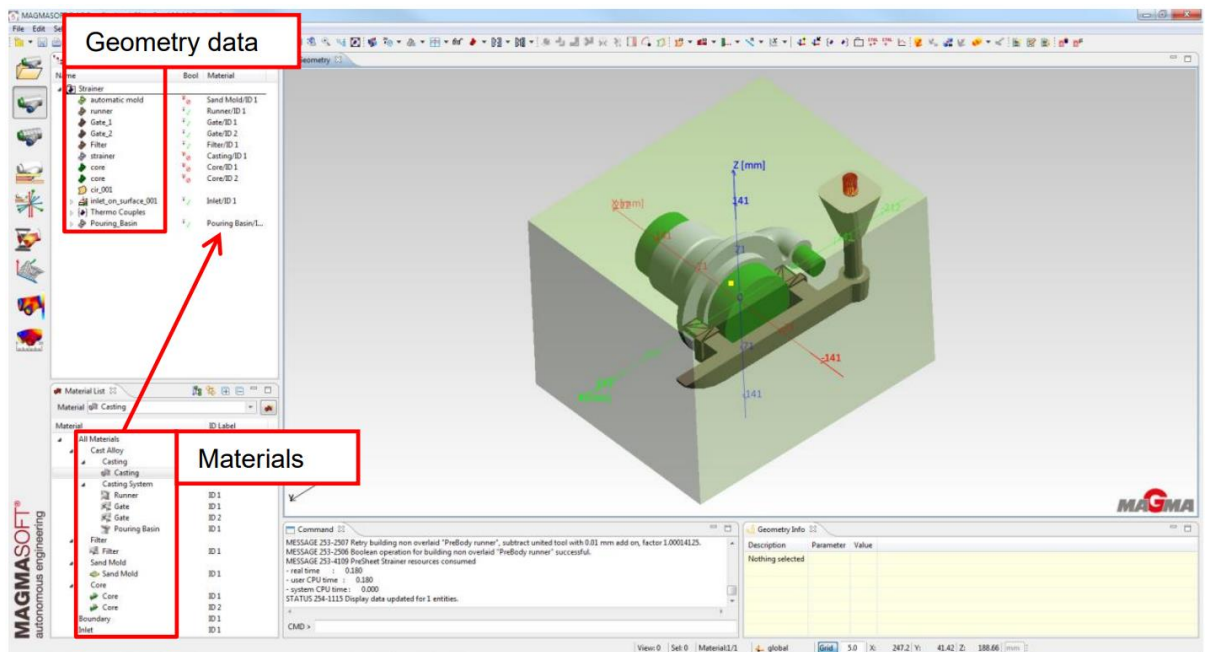 MAGMASOFT
File Edit
Geometry data
Geometry
Name Bool Material
Strainer
automatic mold Sand Mold/ID 1
runner Runner/ID 1
Gate_1 Gate/ID 1
Gate_2 Gate/ID 2
Filter Filter/ID 1
strainer Casting/ID 1
core Core/ID 1
core Core/ID 2
cir_001
inlet_on_surface_001 Inlet/ID 1
Thermo Couples
Pouring_Basin Pouring Basin/1...
Z [mm]
141
71
-141
Material List
Material Casting
Material ID Label
All Materials
Cast Alloy
Casting
Casting
Materials
Casting System
Runner ID 1
Gate ID 1
Gate ID 2
Pouring Basin ID 1
Filter
Filter ID 1
Sand Mold
Sand Mold ID 1
Core
Core ID 1
Core ID 2
Boundary ID 1
Inlet ID 1
MAGMASOFT®
autonomous engineering
MAGMA
Command
MESSAGE 253-2507 Retry building non overlaid "PreBody runner", subtract united tool with 0.01 mm add on, factor 1.00014125.
MESSAGE 253-2506 Boolean operation for building non overlaid "PreBody runner" successful.
MESSAGE 253-4109 PreSheet Strainer resources consumed
- real time : 0.180
- user CPU time : 0.180
- system CPU time : 0.000
STATUS 254-1115 Display data updated for 1 entities.
CMD >
Geometry Info
Description Parameter Value
Nothing selected
View: 0 Sel: 0 Material:1/1 global Grid 5.0 X: 247.2 Y: 41.42 Z: 188.66 mm